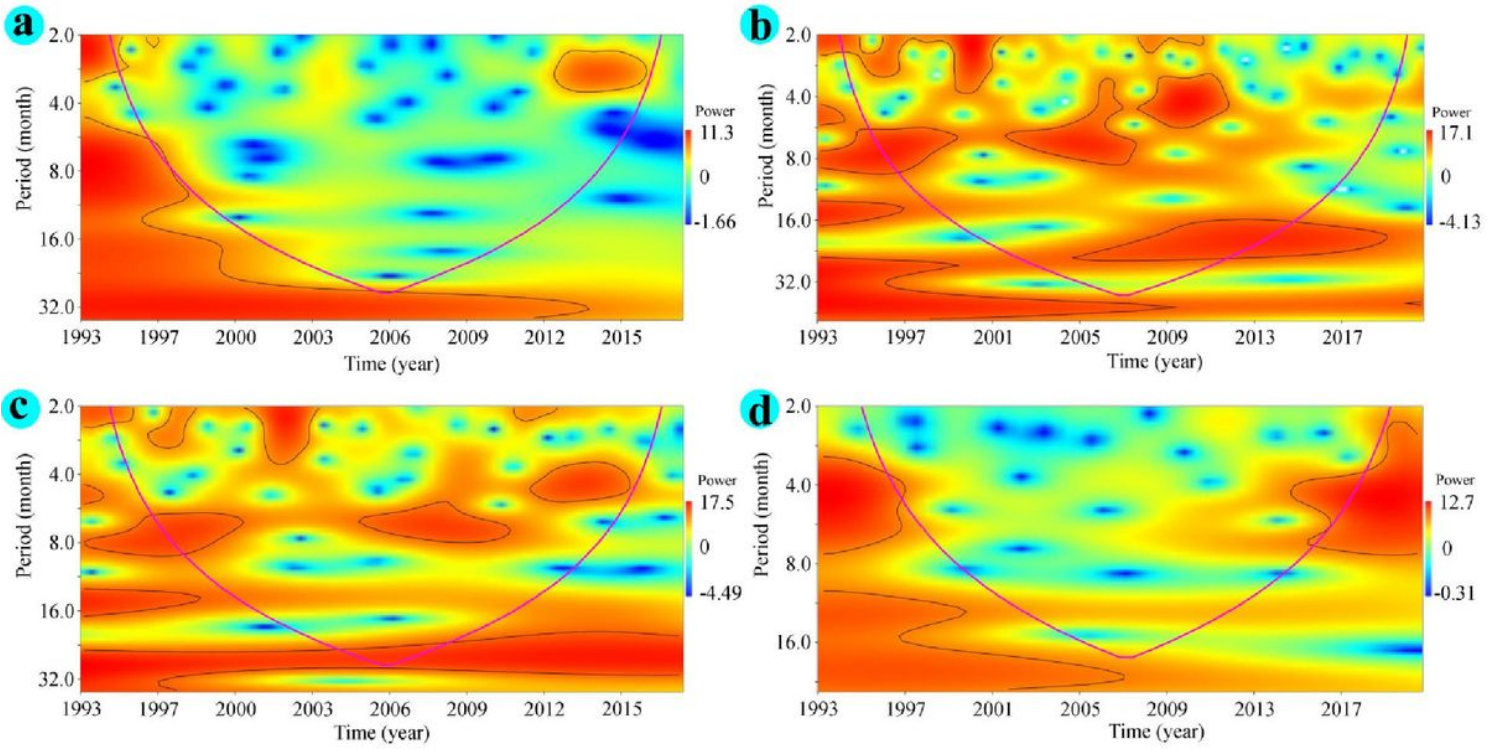 a
2.0
4.0
8.0
16.0
32.0
Period (month)
1993 1997 2000 2003 2006 2009 2012 2015
Time (year)
Power
11.3
0
-1.66
b
2.0
4.0
8.0
16.0
32.0
Period (month)
1993 1997 2001 2005 2009 2013 2017
Time (year)
Power
17.1
0
-4.13
c
2.0
4.0
8.0
16.0
32.0
Period (month)
1993 1997 2000 2003 2006 2009 2012 2015
Time (year)
Power
17.5
0
-4.49
d
2.0
4.0
8.0
16.0
Period (month)
1993 1997 2001 2005 2009 2013 2017
Time (year)
Power
12.7
0
-0.31